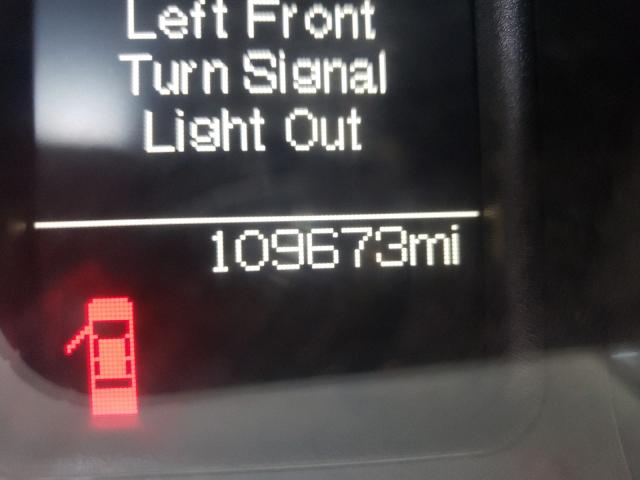 Left Front
Turn Signal
Light Out
109673mi